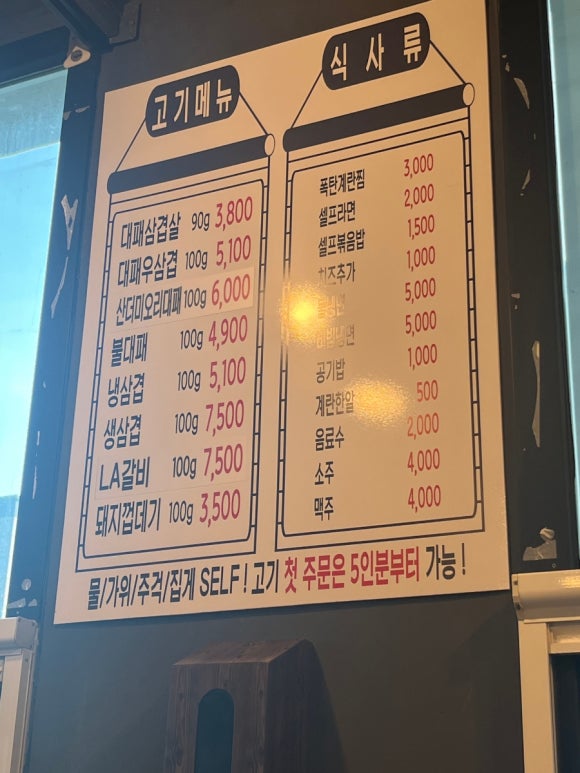 고기메뉴
대패삼겹살 90g 3,800
대패우삼겹 100g 5,100
산더미오리대패 100g 6,000
불대패 100g 4,900
냉삼겹 100g 5,100
생삼겹 100g 7,500
LA갈비 100g 7,500
돼지껍데기 100g 3,500
식사류
폭탄계란찜 3,000
셀프라면 2,000
셀프볶음밥 1,500
치즈추가 1,000
5,000
5,000
공기밥 1,000
계란한알 500
음료수 2,000
소주 4,000
맥주 4,000
물/가위/주걱/집게 SELF ! 고기 첫 주문은 5인분부터 가능 !